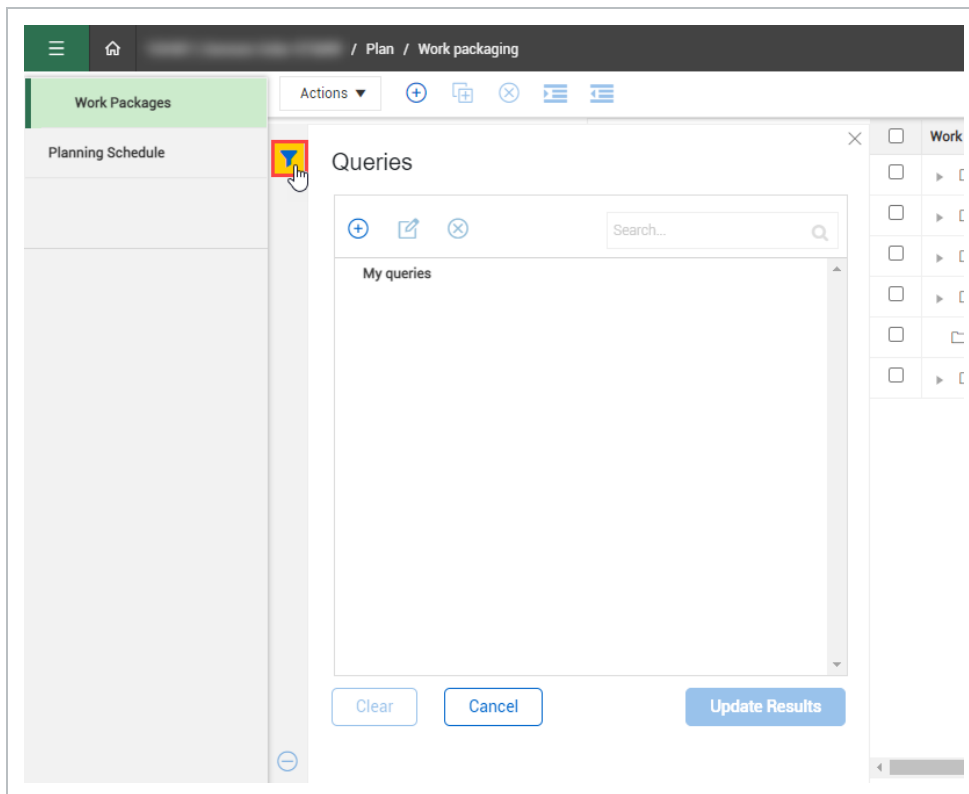 / Plan / Work packaging
Work Packages
Actions
Planning Schedule
Work
Queries
Search...
My queries
Clear
Cancel
Update Results